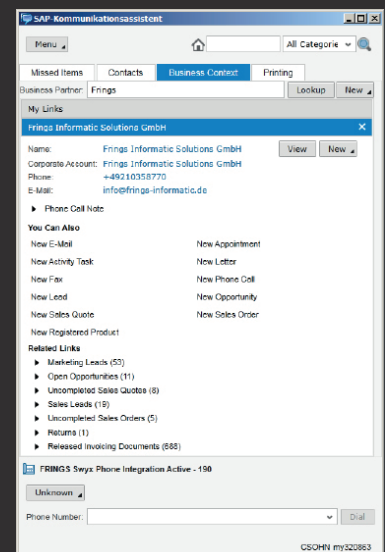 SAP-Kommunikationsassistent
Menu All Categorie
Missed Items Contacts Business Context Printing
Business Partner: Frings Lookup New
My Links
Frings Informatic Solutions GmbH
Name: Frings Informatic Solutions GmbH View New
Corporate Account: Frings Informatic Solutions GmbH
Phone: +49210358770
E-Mail: info@frings-informatic.de
Phone Call Note
You Can Also
New E-Mail New Appointment
New Activity Task New Letter
New Fax New Phone Call
New Lead New Opportunity
New Sales Quote New Sales Order
New Registered Product
Related Links
Marketing Leads (53)
Open Opportunities (11)
Uncompleted Sales Quotes (8)
Sales Leads (19)
Uncompleted Sales Orders (5)
Returns (1)
Released Invoicing Documents (688)
FRINGS Swyx Phone Integration Active - 190
Unknown
Phone Number: Dial
CSOHN my320863